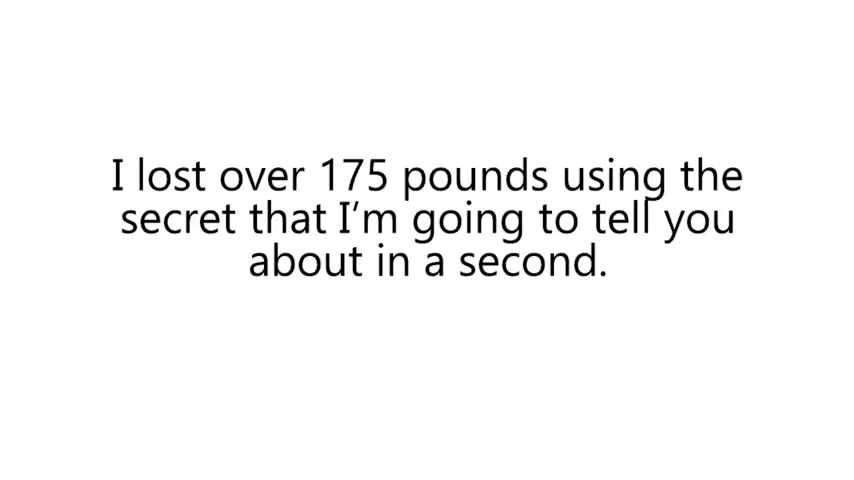 I lost over 175 pounds using the
secret that I’m going to tell you
about in a second.